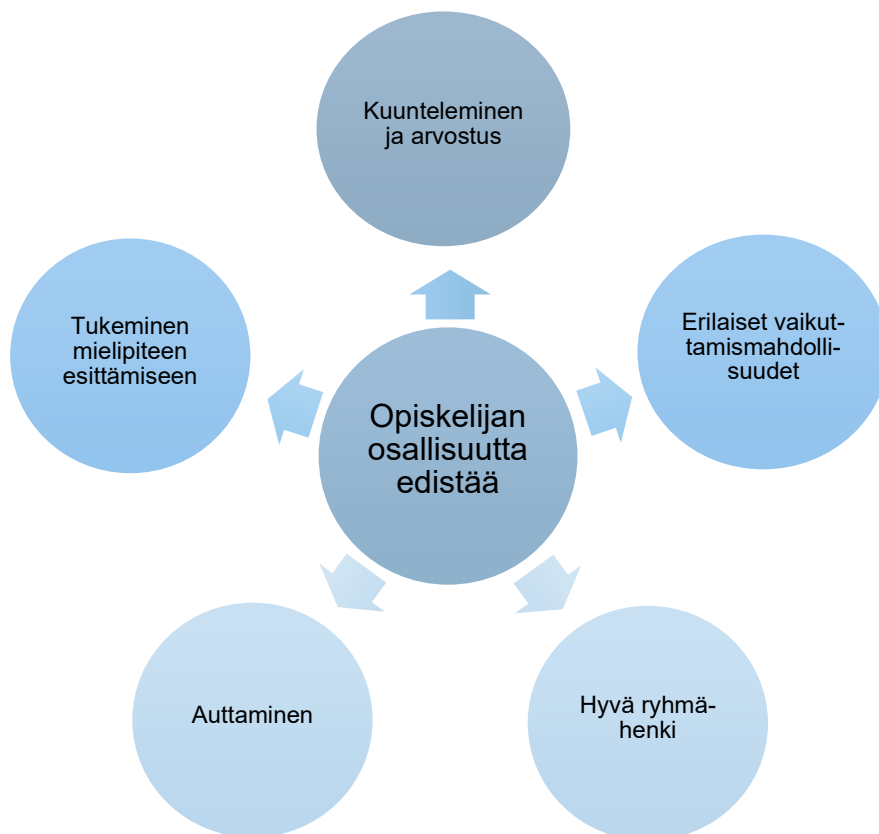 Kuunteleminen
ja arvostus
Tukeminen
mielipiteen
esittämiseen
Erilaiset vaikut-
tamismahdolli-
suudet
Opiskelijan
osallisuutta
edistää
Auttaminen
Hyvä ryhmä-
henki